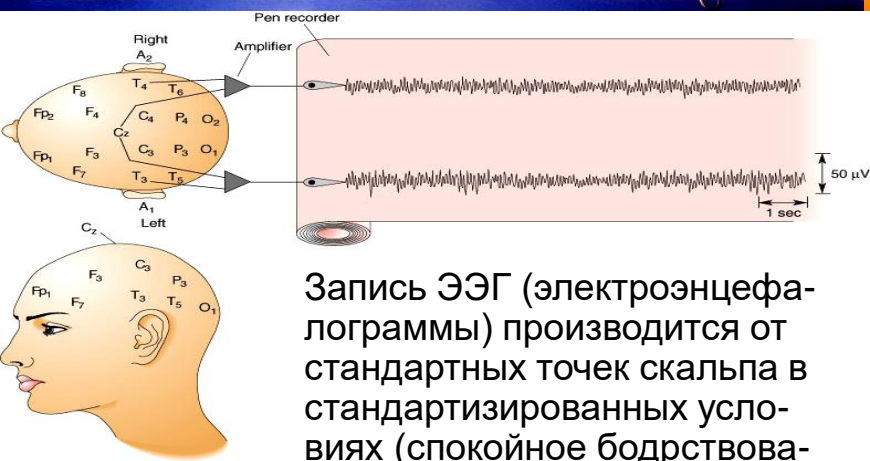 Pen recorder
Right
A2
Amplifier
F8
T4
T6
Fp2
F4
C4
P4
O2
Cz
Fp1
F3
C3
P3
O1
F7
T3
T5
A1
Left
50 µV
1 sec
Cz
C3
F3
P3
Fp1
F7
T3
T5
O1
Запись ЭЭГ (электроэнцефа-
лограммы) производится от
стандартных точек скальпа в
стандартизированных усло-
виях (спокойное бодрствова-